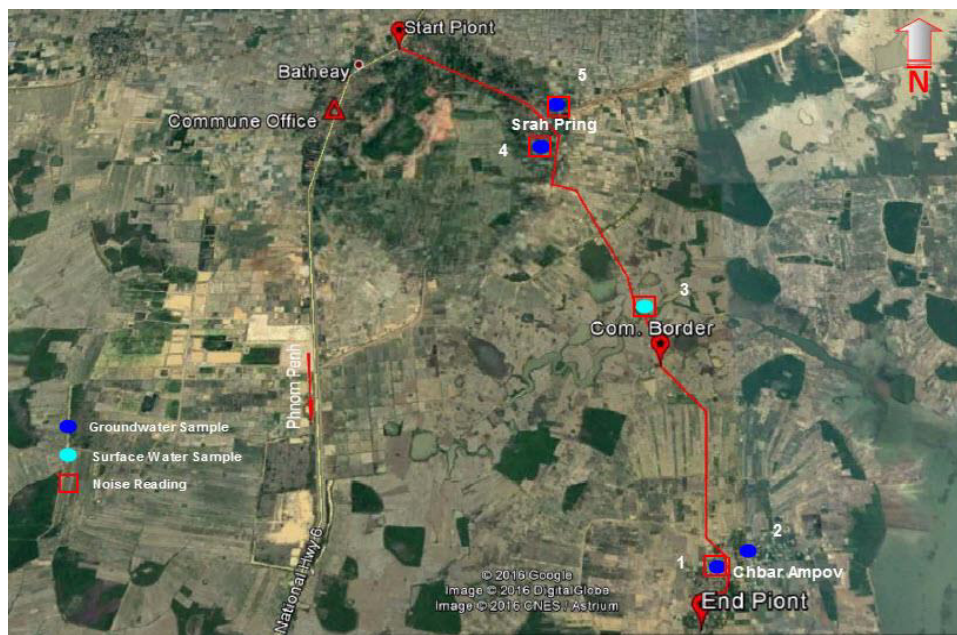 Start Piont
N
Batheay
5
Commune Office
Srah Pring
4
3
Com. Border
Phnom Penh
Groundwater Sample
Surface Water Sample
Noise Reading
National Hwy 6
2
1
Chbar Ampov
© 2016 Google
Image © 2016 DigitalGlobe
Image © 2016 CNES / Astrium
End Piont